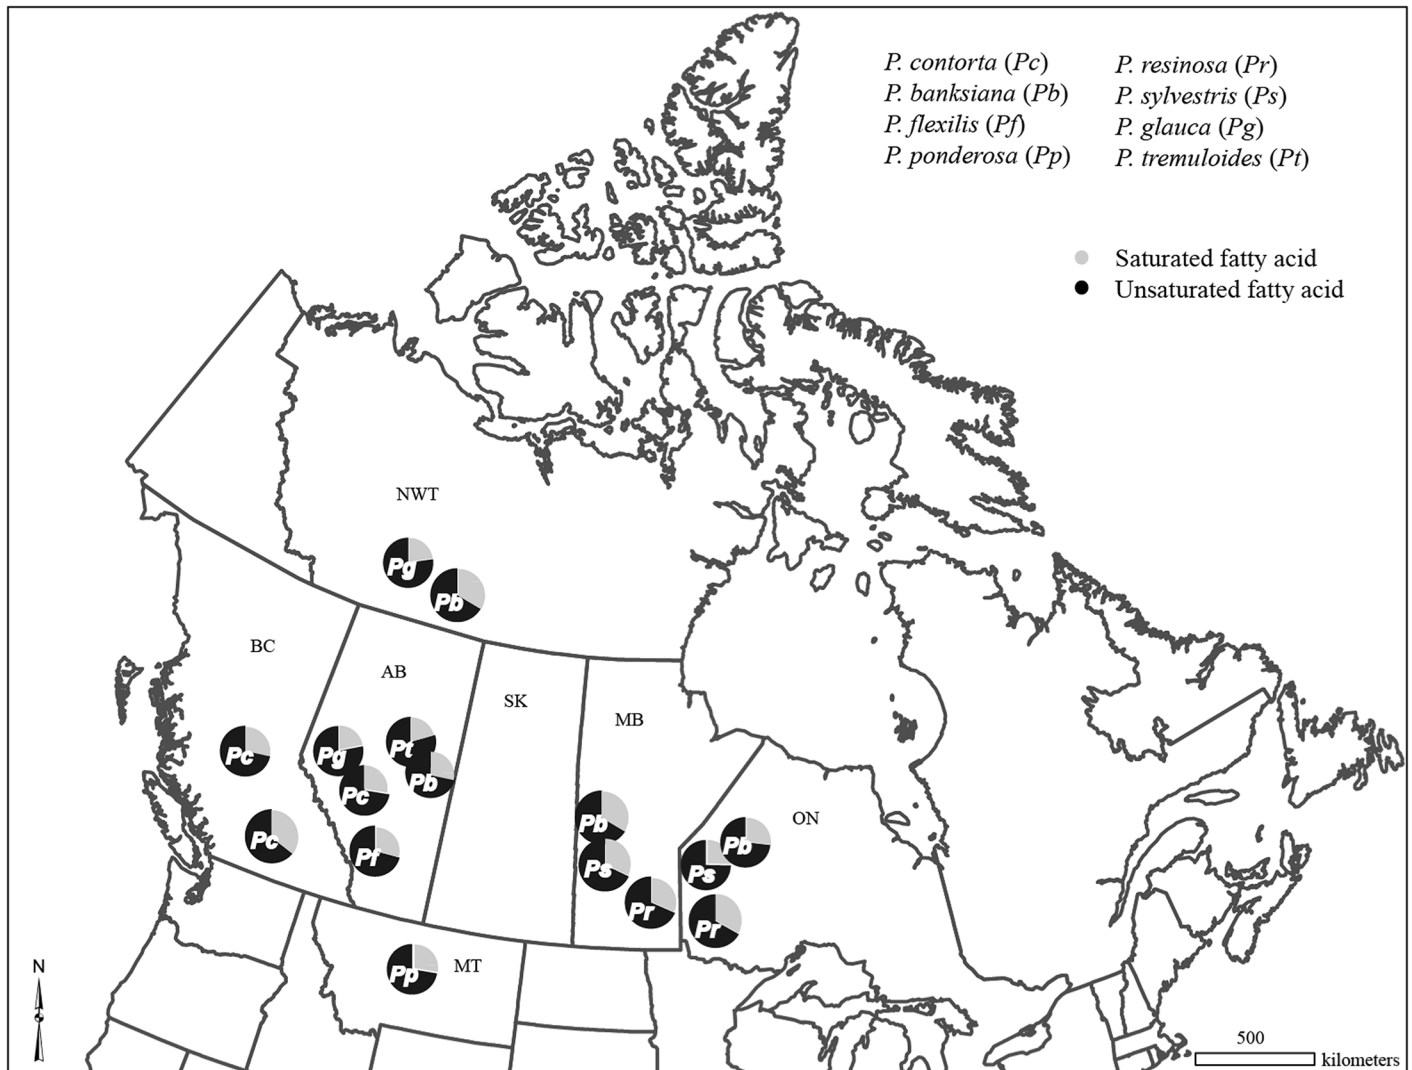 P. contorta (Pc)
P. banksiana (Pb)
P. flexilis (Pf)
P. ponderosa (Pp)
P. resinosa (Pr)
P. sylvestris (Ps)
P. glauca (Pg)
P. tremuloides (Pt)
Saturated fatty acid
Unsaturated fatty acid
NWT
Pg
Pb
BC
AB
SK
MB
ON
Pc
Pg
Pt
Pb
Pc
Pc
Pf
Pb
Ps
Pr
Pb
Ps
Pr
Pp
MT
N
500
kilometers